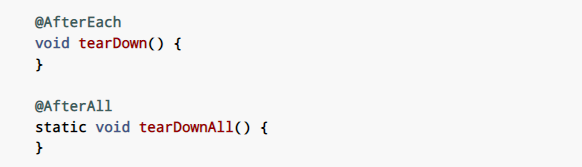 @AfterEach
void tearDown() {
}
@AfterAll
static void tearDownAll() {
}